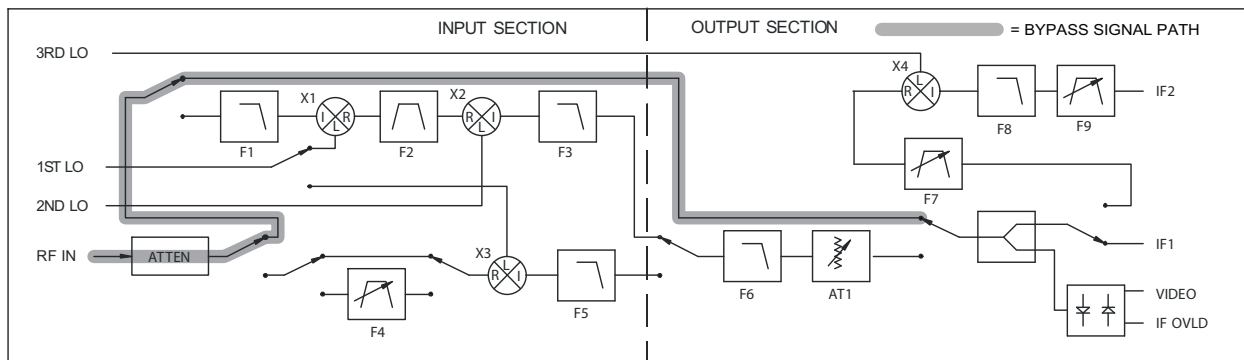 INPUT SECTION
OUTPUT SECTION
= BYPASS SIGNAL PATH
3RD LO
X4
L
R I
F8
F9
IF2
X1
I R
L
F1
F2
X2
R I
L
F3
1ST LO
F7
2ND LO
RF IN
ATTEN
X3
L
R I
F4
F5
F6
AT1
IF1
VIDEO
IF OVLD